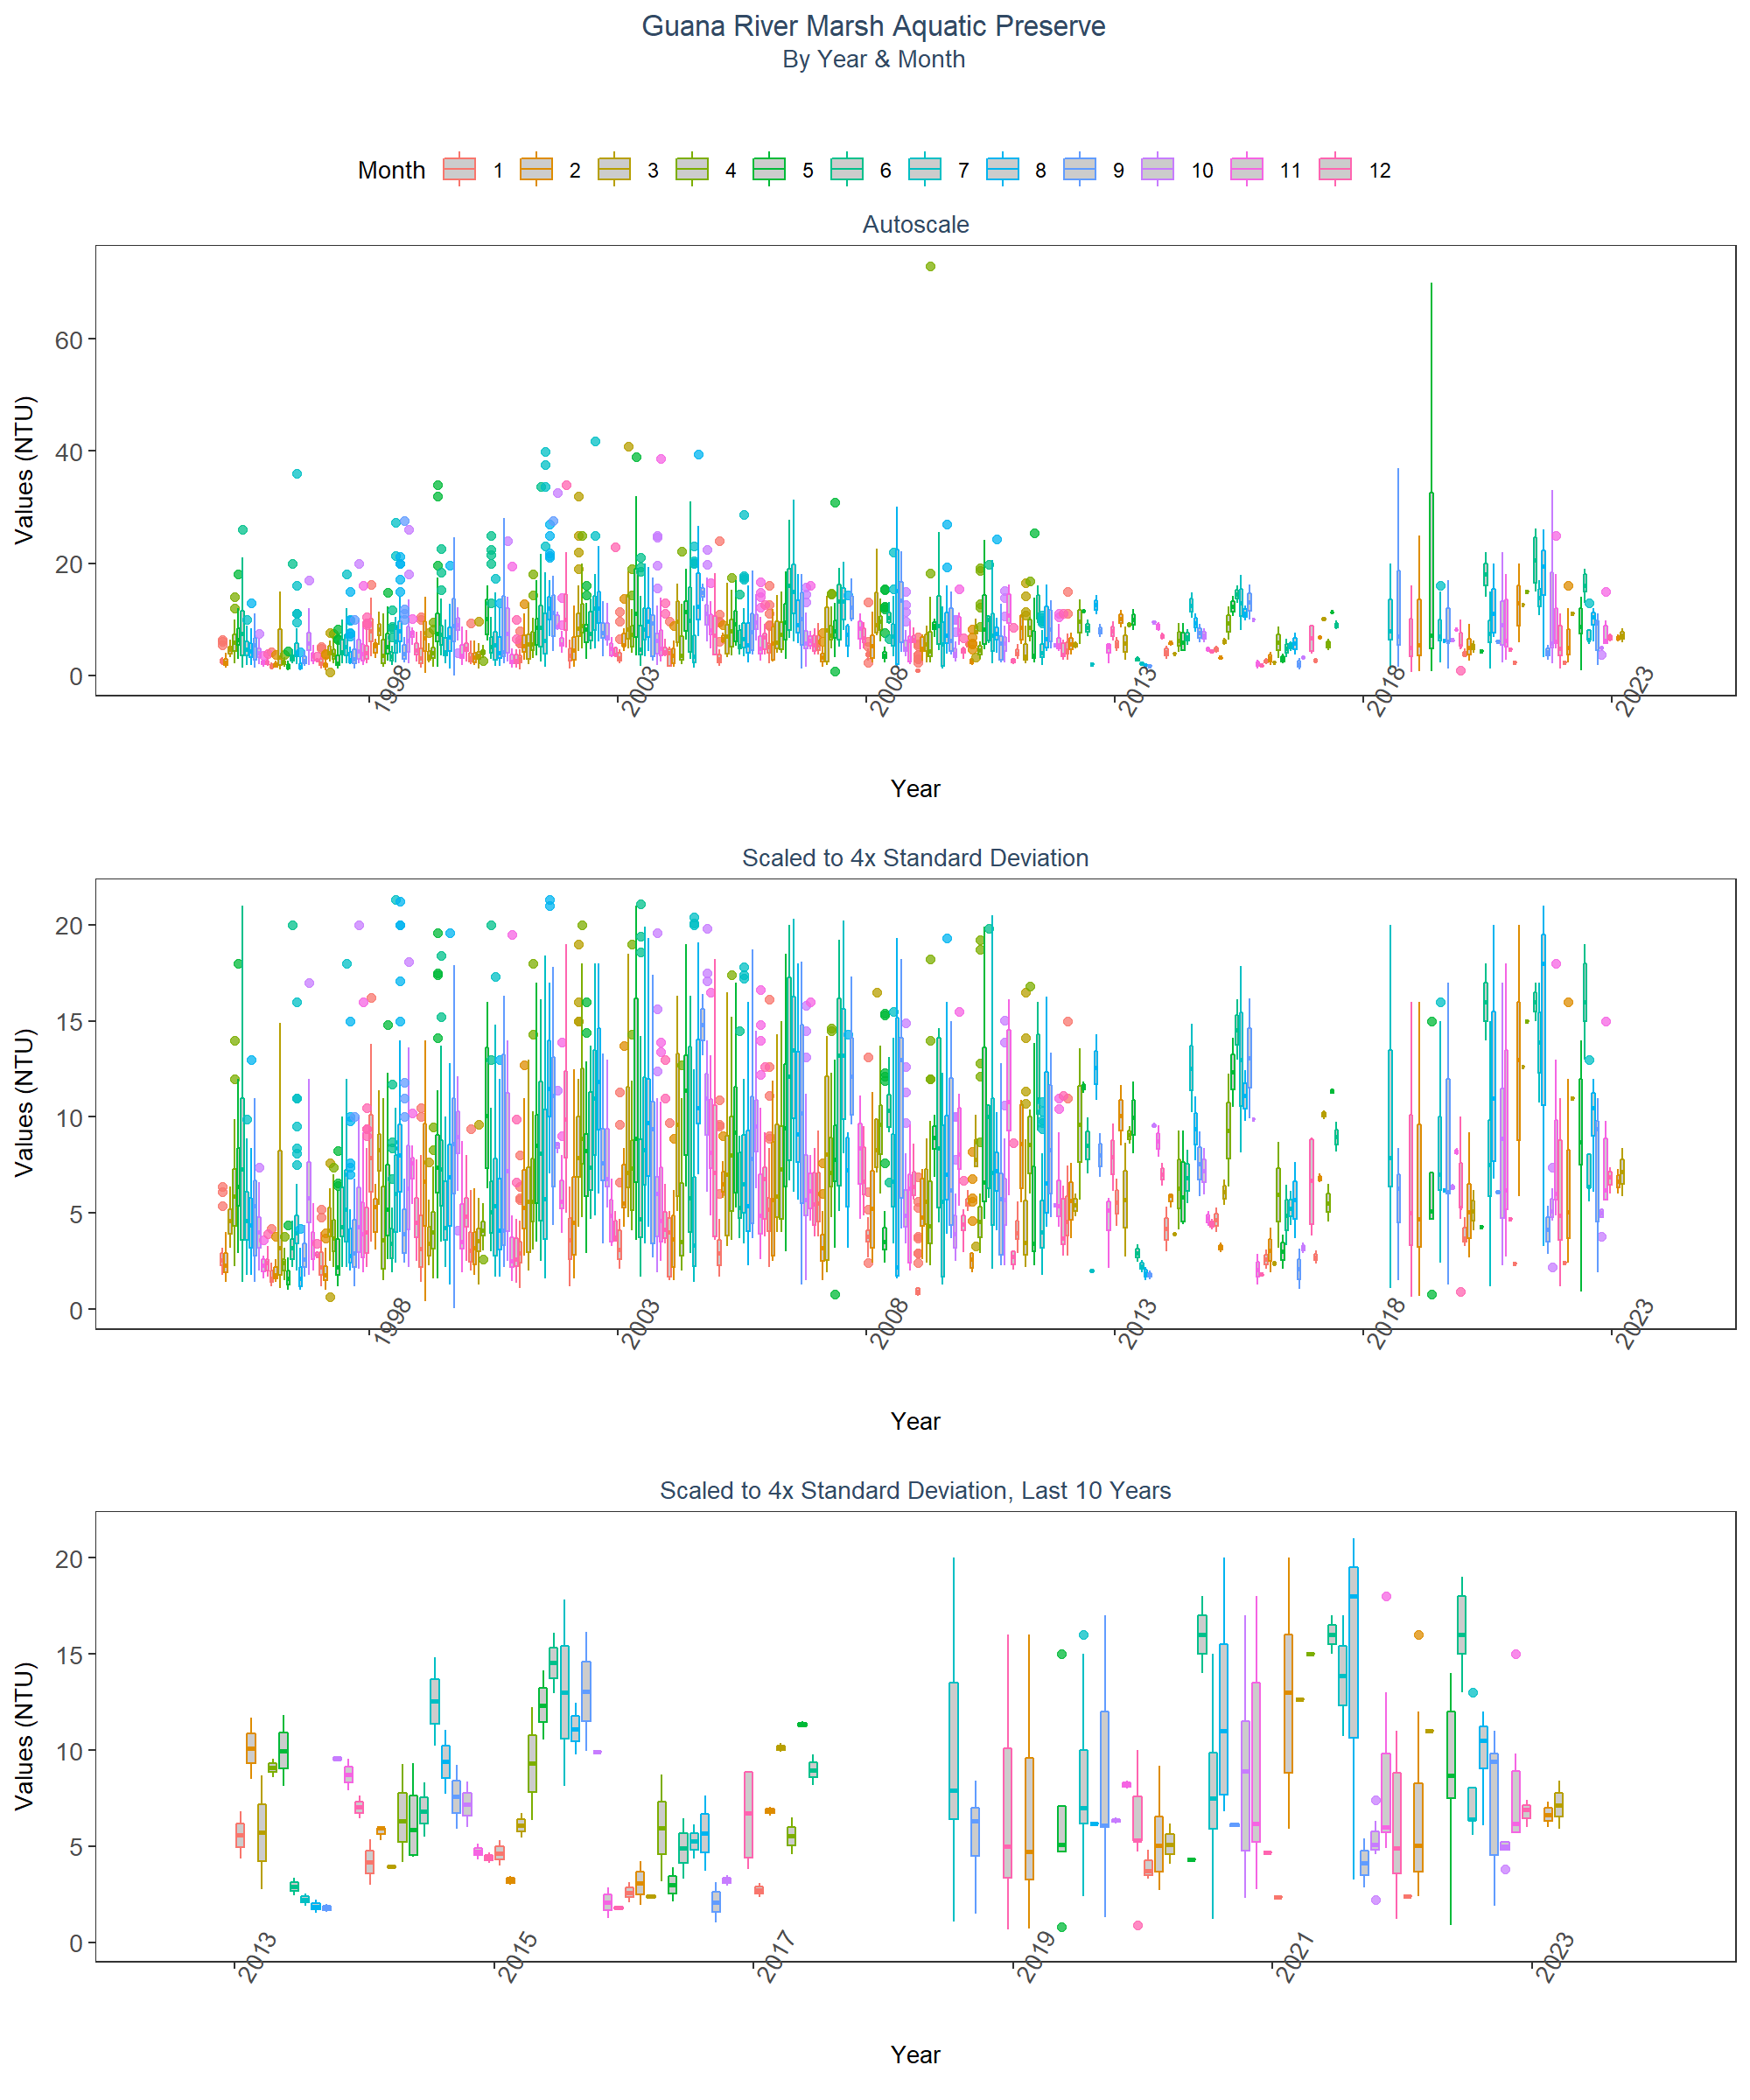 Guana River Marsh Aquatic Preserve
By Year & Month
Month 1 2 3 4 5 6 7 8 9 10 11 12
Autoscale
Values (NTU)
60
40
20
0
1998 2003 2008 2013 2018 2023
Year
Scaled to 4x Standard Deviation
Values (NTU)
20
15
10
5
0
1998 2003 2008 2013 2018 2023
Year
Scaled to 4x Standard Deviation, Last 10 Years
Values (NTU)
20
15
10
5
0
2013 2015 2017 2019 2021 2023
Year